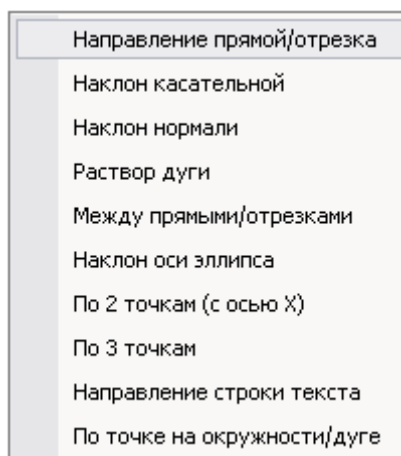 Направление прямой/отрезка
Наклон касательной
Наклон нормали
Раствор дуги
Между прямыми/отрезками
Наклон оси эллипса
По 2 точкам (с осью X)
По 3 точкам
Направление строки текста
По точке на окружности/дуге